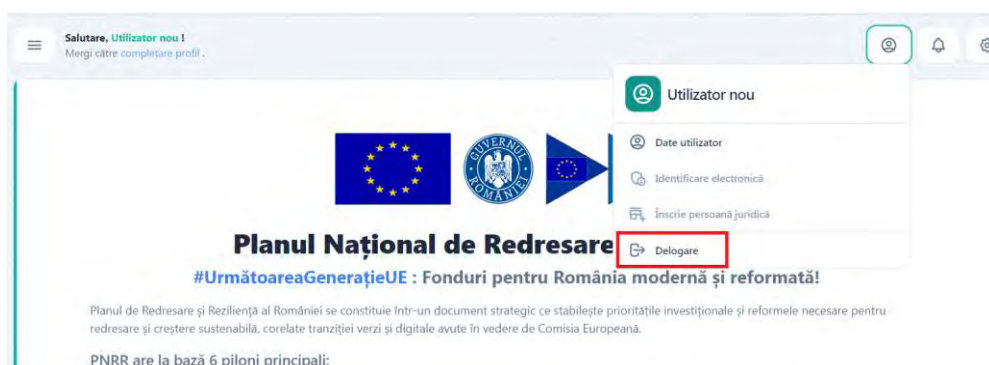 Salutare, Utilizator nou !
Mergi către completare profil .
Utilizator nou
Date utilizator
Identificare electronică
Înscrie persoană juridică
Delogare
GUVERNUL ROMÂNIEI
Planul Național de Redresare
#UrmătoareaGenerațieUE : Fonduri pentru România modernă și reformată!
Planul de Redresare și Reziliență al României se constituie într-un document strategic ce stabilește prioritățile investiționale și reformele necesare pentru
redresare și creștere sustenabilă, corelate tranziției verzi și digitale avute în vedere de Comisia Europeană.
PNRR are la bază 6 piloni principali: